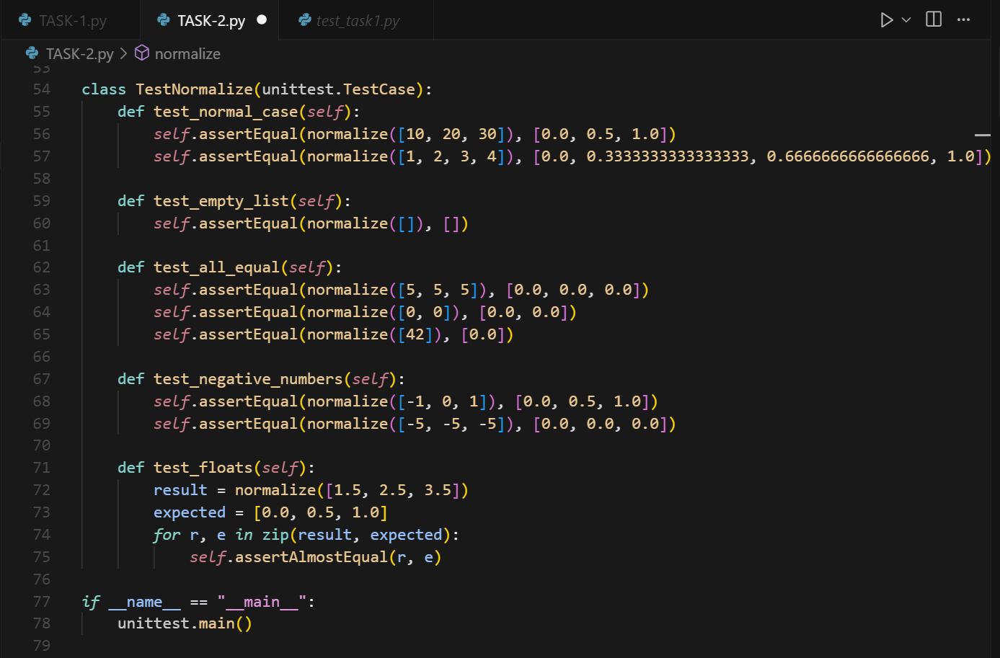 TASK-1.py TASK-2.py test_task1.py
TASK-2.py > normalize
53
54 class TestNormalize(unittest.TestCase):
55     def test_normal_case(self):
56         self.assertEqual(normalize([10, 20, 30]), [0.0, 0.5, 1.0])
57         self.assertEqual(normalize([1, 2, 3, 4]), [0.0, 0.3333333333333333, 0.6666666666666666, 1.0])
58
59     def test_empty_list(self):
60         self.assertEqual(normalize([]), [])
61
62     def test_all_equal(self):
63         self.assertEqual(normalize([5, 5, 5]), [0.0, 0.0, 0.0])
64         self.assertEqual(normalize([0, 0]), [0.0, 0.0])
65         self.assertEqual(normalize([42]), [0.0])
66
67     def test_negative_numbers(self):
68         self.assertEqual(normalize([-1, 0, 1]), [0.0, 0.5, 1.0])
69         self.assertEqual(normalize([-5, -5, -5]), [0.0, 0.0, 0.0])
70
71     def test_floats(self):
72         result = normalize([1.5, 2.5, 3.5])
73         expected = [0.0, 0.5, 1.0]
74         for r, e in zip(result, expected):
75             self.assertAlmostEqual(r, e)
76
77 if __name__ == "__main__":
78     unittest.main()
79